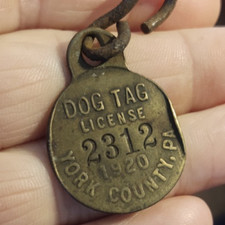 DOG TAG
LICENSE
2312
1920
YORK COUNTY, PA